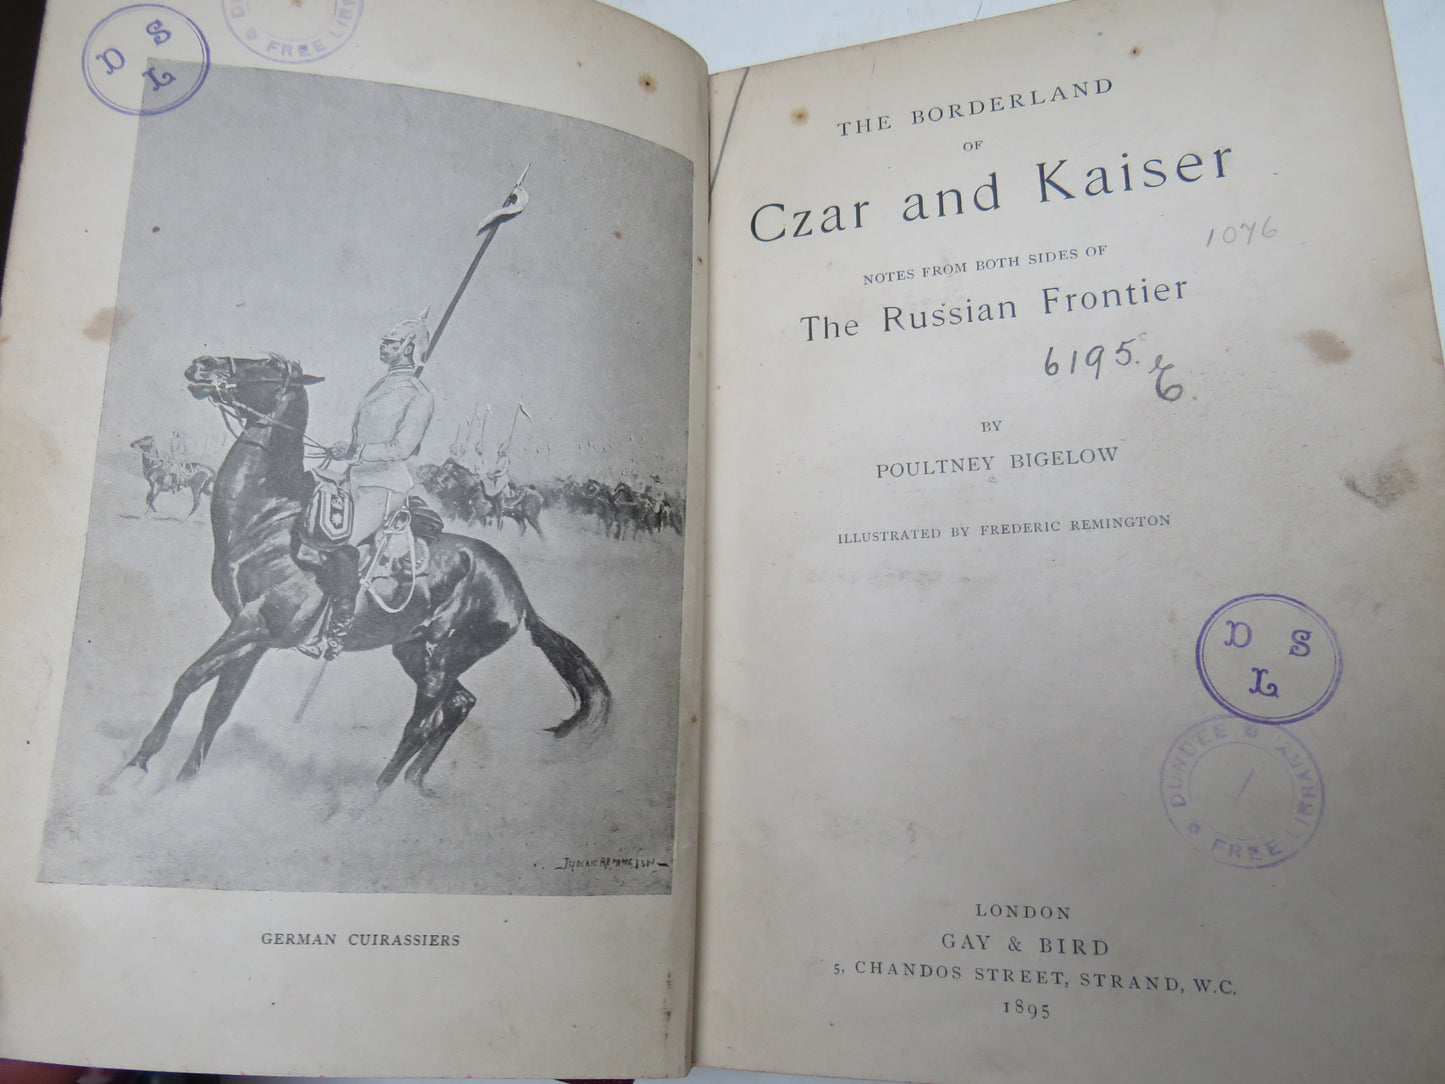 D S L
DUNDEE FREE LIBRARY
FREDERIC REMINGTON
GERMAN CUIRASSIERS
THE BORDERLAND
OF
Czar and Kaiser
NOTES FROM BOTH SIDES OF
The Russian Frontier
1076
6195.
BY
POULTNEY BIGELOW
ILLUSTRATED BY FREDERIC REMINGTON
D S L
DUNDEE FREE LIBRARY
LONDON
GAY & BIRD
5, CHANDOS STREET, STRAND, W.C.
1895